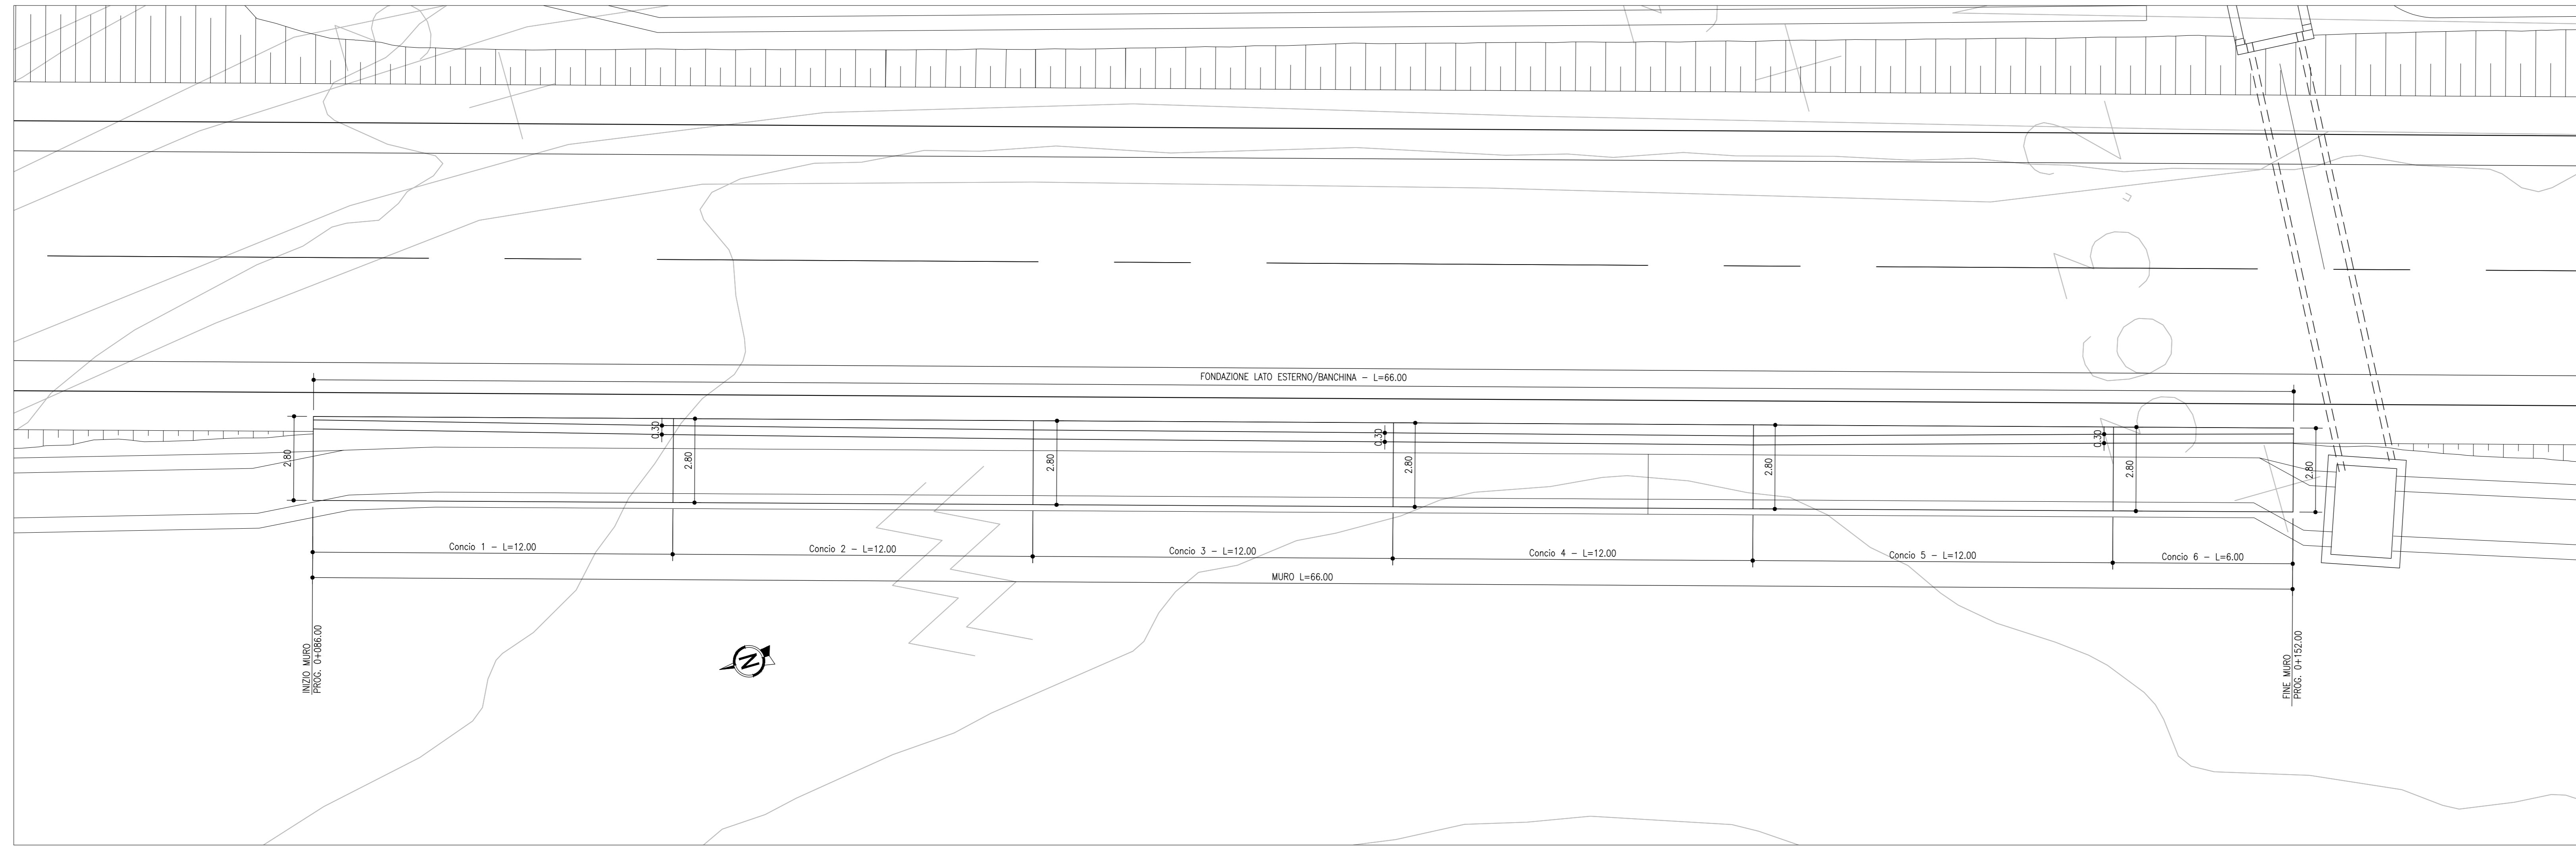 FONDAZIONE LATO ESTERNO/BANCHINA - L=66.00
0.30
0.30
0.30
2.80
2.80
2.80
2.80
2.80
2.80
2.80
Concio 1 - L=12.00
Concio 2 - L=12.00
Concio 3 - L=12.00
Concio 4 - L=12.00
Concio 5 - L=12.00
Concio 6 - L=6.00
MURO L=66.00
INIZIO MURO
PROG. 0+086.00
N
FINE MURO
PROG. 0+152.00